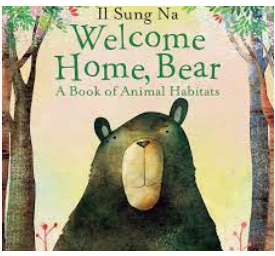 Il Sung Na
Welcome
Home, Bear
A Book of Animal Habitats